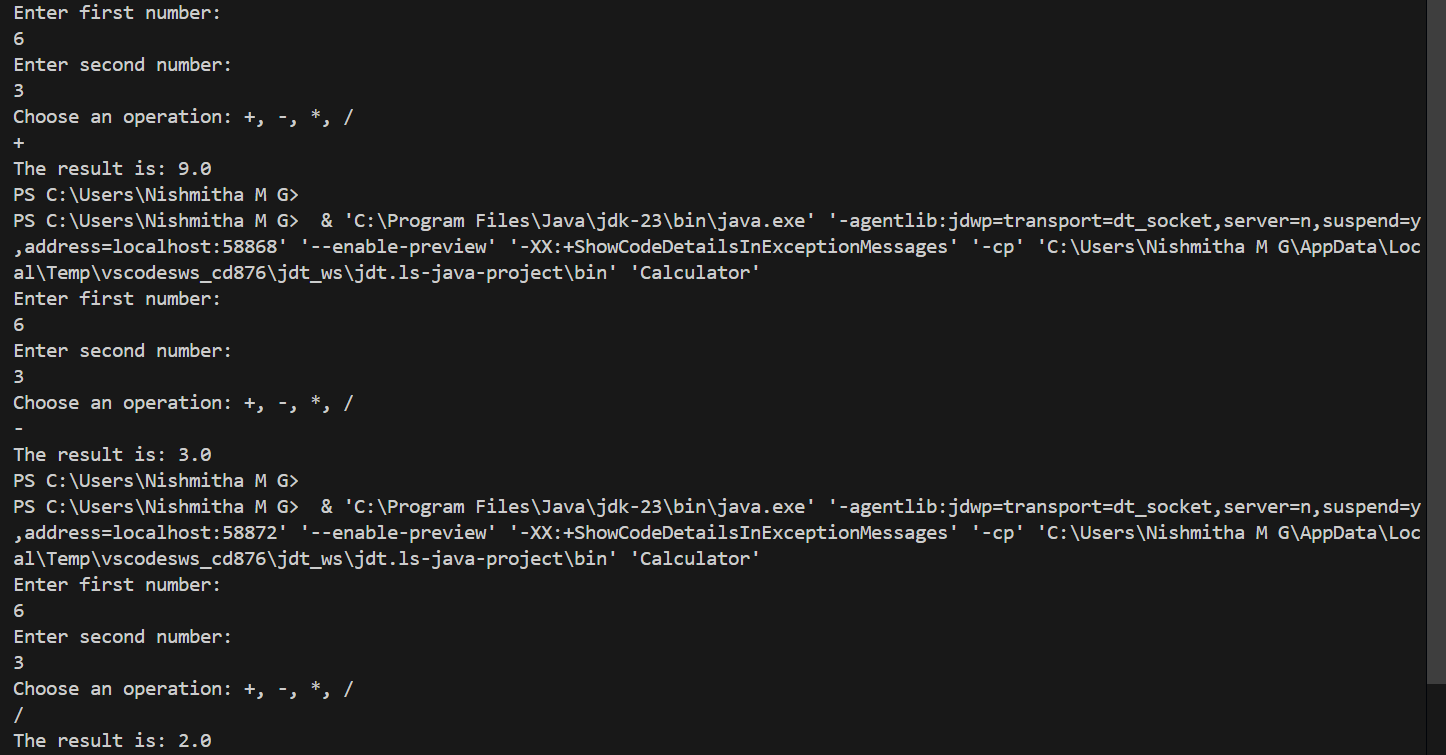 Enter first number:
6
Enter second number:
3
Choose an operation: +, -, *, /
+
The result is: 9.0
PS C:\Users\Nishmitha M G>
PS C:\Users\Nishmitha M G>  & 'C:\Program Files\Java\jdk-23\bin\java.exe' '-agentlib:jdwp=transport=dt_socket,server=n,suspend=y
,address=localhost:58868' '--enable-preview' '-XX:+ShowCodeDetailsInExceptionMessages' '-cp' 'C:\Users\Nishmitha M G\AppData\Loc
al\Temp\vscodesws_cd876\jdt_ws\jdt.ls-java-project\bin' 'Calculator'
Enter first number:
6
Enter second number:
3
Choose an operation: +, -, *, /
-
The result is: 3.0
PS C:\Users\Nishmitha M G>
PS C:\Users\Nishmitha M G>  & 'C:\Program Files\Java\jdk-23\bin\java.exe' '-agentlib:jdwp=transport=dt_socket,server=n,suspend=y
,address=localhost:58872' '--enable-preview' '-XX:+ShowCodeDetailsInExceptionMessages' '-cp' 'C:\Users\Nishmitha M G\AppData\Loc
al\Temp\vscodesws_cd876\jdt_ws\jdt.ls-java-project\bin' 'Calculator'
Enter first number:
6
Enter second number:
3
Choose an operation: +, -, *, /
/
The result is: 2.0